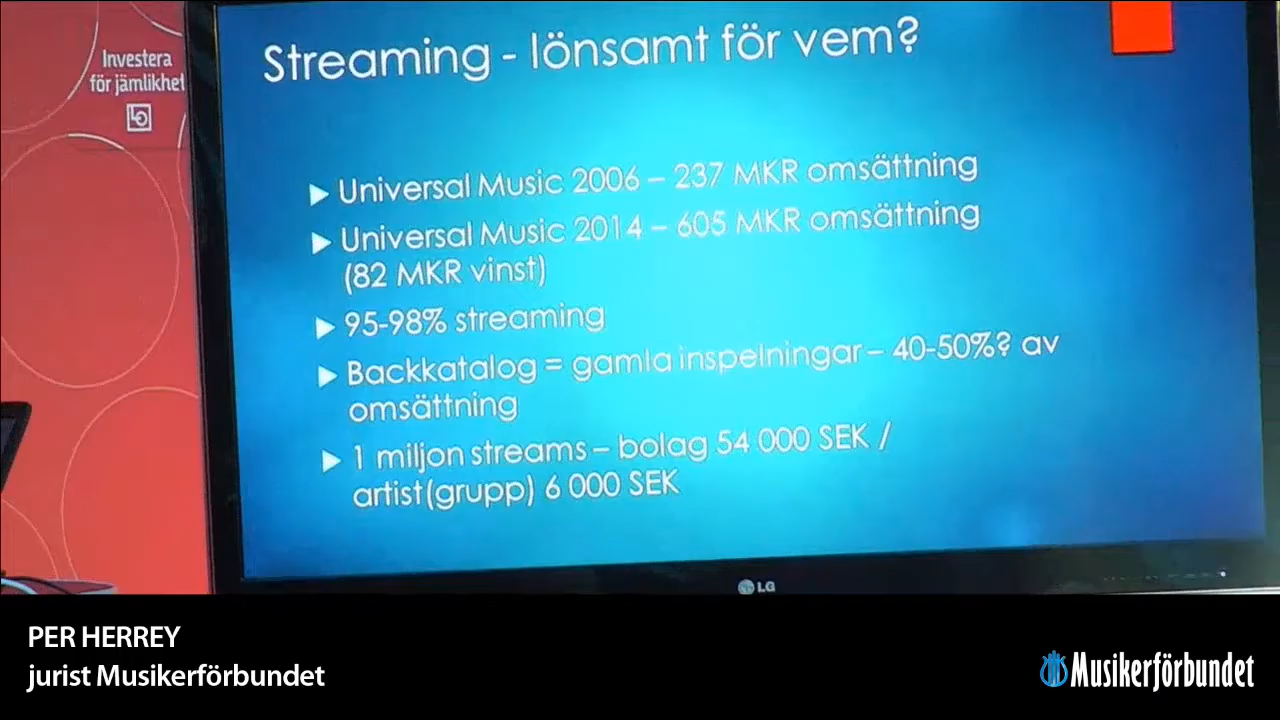 Streaming - lönsamt för vem?
Investera
för jämlikhet
LO
Universal Music 2006 – 237 MKR omsättning
Universal Music 2014 – 605 MKR omsättning
(82 MKR vinst)
95-98% streaming
Backkatalog = gamla inspelningar – 40-50%? av
omsättning
1 miljon streams – bolag 54 000 SEK /
artist(grupp) 6 000 SEK
LG
PER HERREY
jurist Musikerförbundet
Musikerförbundet